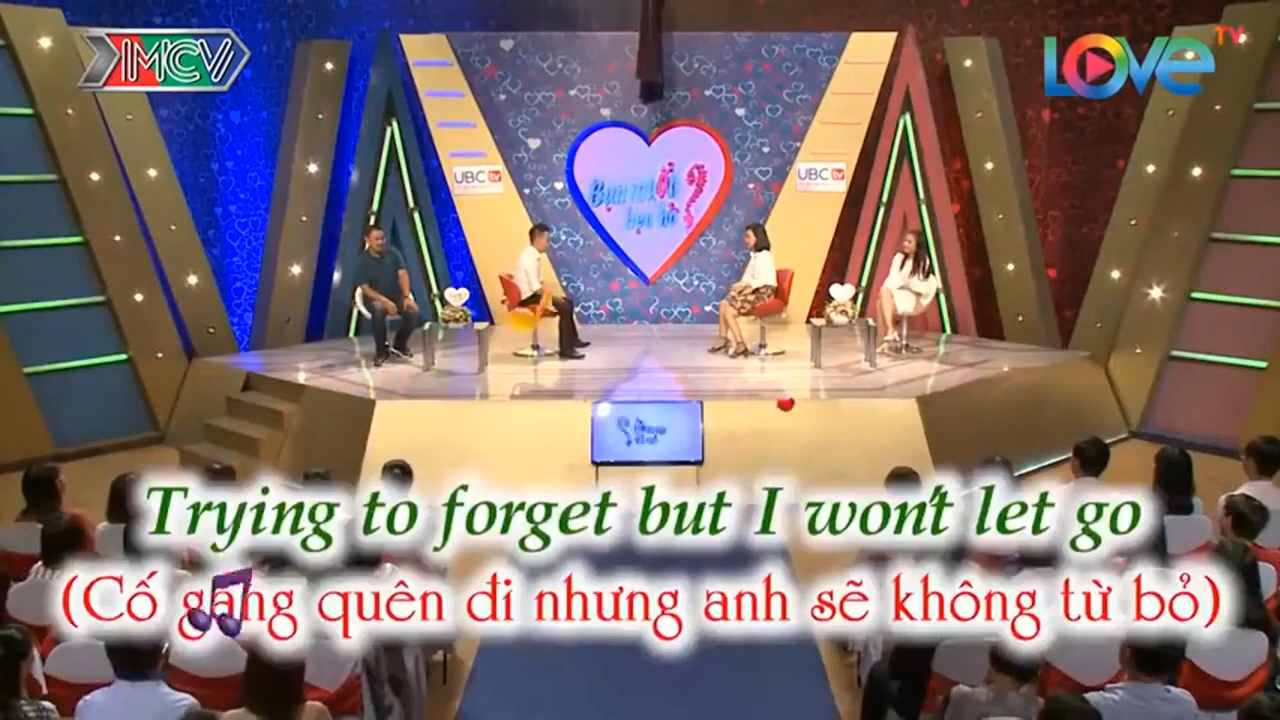 MCV
LOVE TV
UBC tv
UBC tv
Bạn muốn
hẹn hò ?
Trying to forget but I won't let go
(Cố gắng quên đi nhưng anh sẽ không từ bỏ)